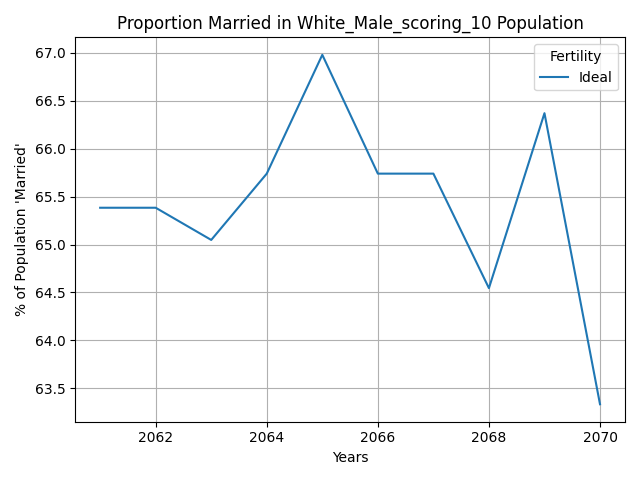 Proportion Married in White_Male_scoring_10 Population
% of Population 'Married'
67.0
66.5
66.0
65.5
65.0
64.5
64.0
63.5
Fertility
Ideal
2062 2064 2066 2068 2070
Years